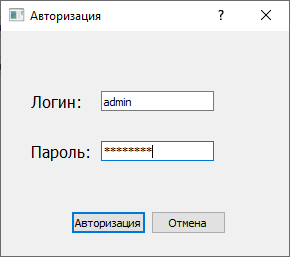 Авторизация ?
Логин: admin
Пароль: ********
Авторизация Отмена